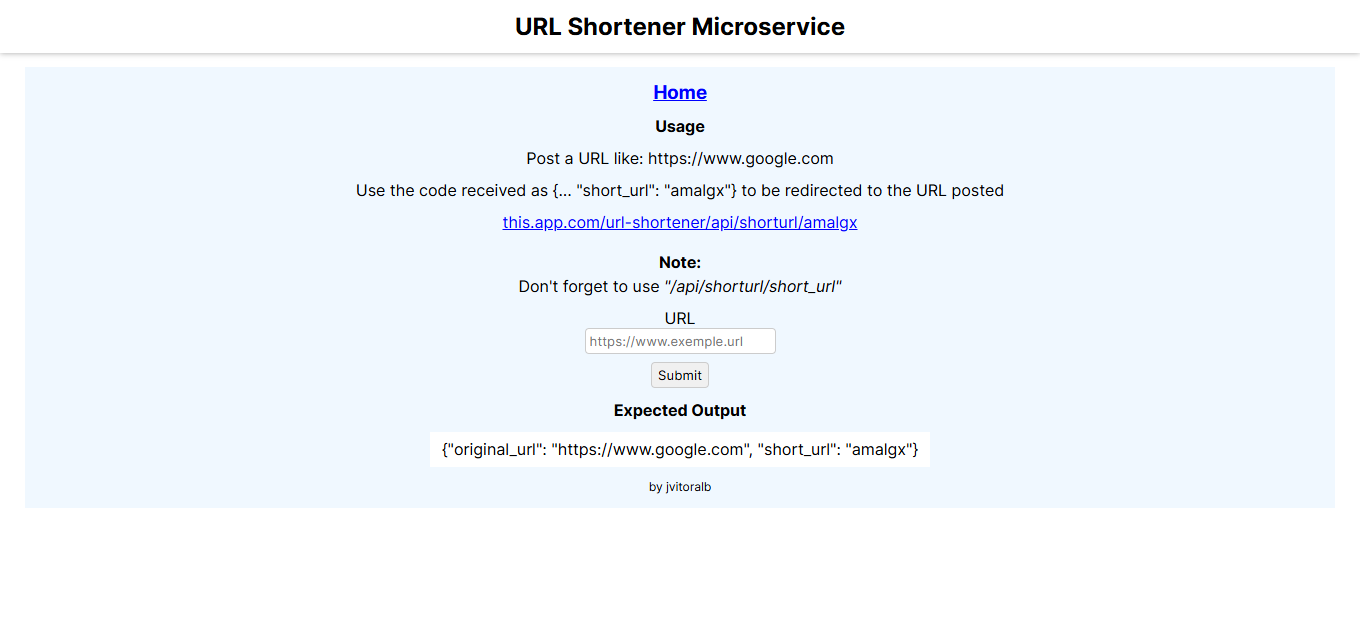 URL Shortener Microservice
Home
Usage
Post a URL like: https://www.google.com
Use the code received as {... "short_url": "amalgx"} to be redirected to the URL posted
this.app.com/url-shortener/api/shorturl/amalgx
Note:
Don't forget to use "/api/shorturl/short_url"
URL
https://www.exemple.url
Submit
Expected Output
{"original_url": "https://www.google.com", "short_url": "amalgx"}
by jvitoralb